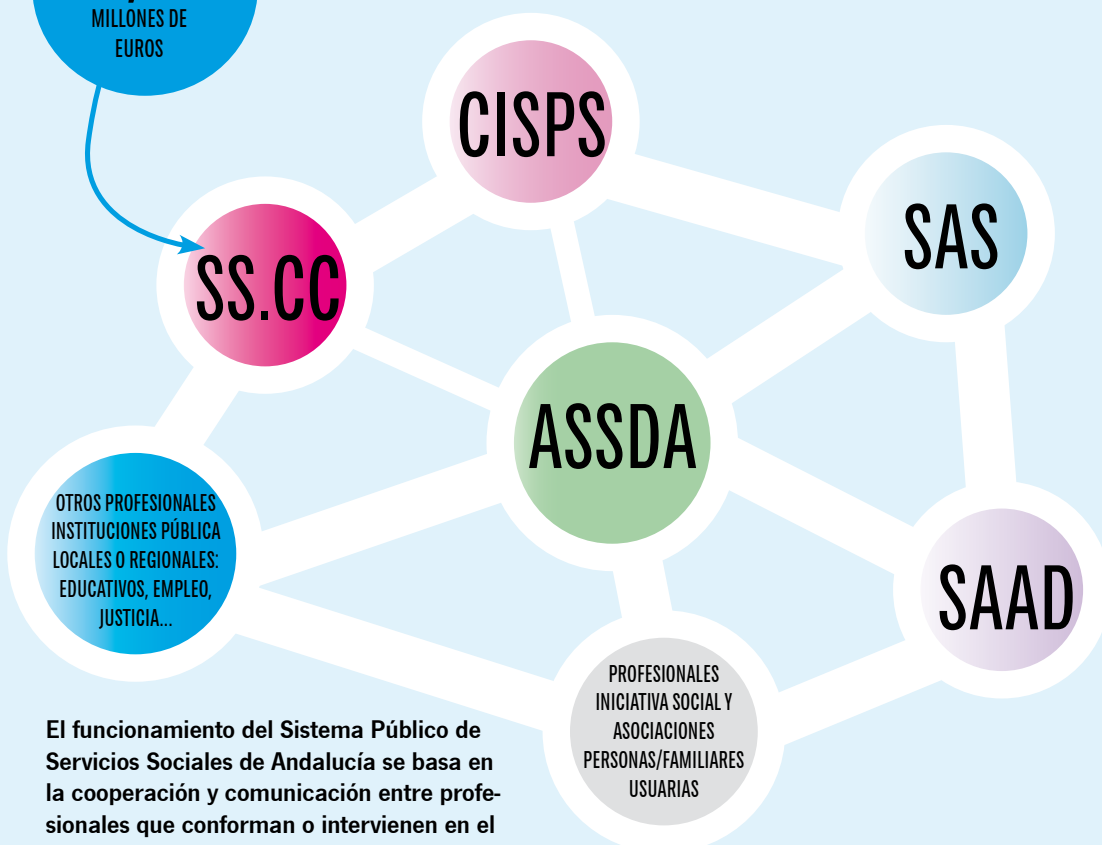 MILLONES DE
EUROS
CISPS
SAS
SS.CC
ASSDA
OTROS PROFESIONALES
INSTITUCIONES PÚBLICA
LOCALES O REGIONALES:
EDUCATIVOS, EMPLEO,
JUSTICIA...
SAAD
PROFESIONALES
INICIATIVA SOCIAL Y
ASOCIACIONES
PERSONAS/FAMILIARES
USUARIAS
El funcionamiento del Sistema Público de
Servicios Sociales de Andalucía se basa en
la cooperación y comunicación entre profe-
sionales que conforman o intervienen en el